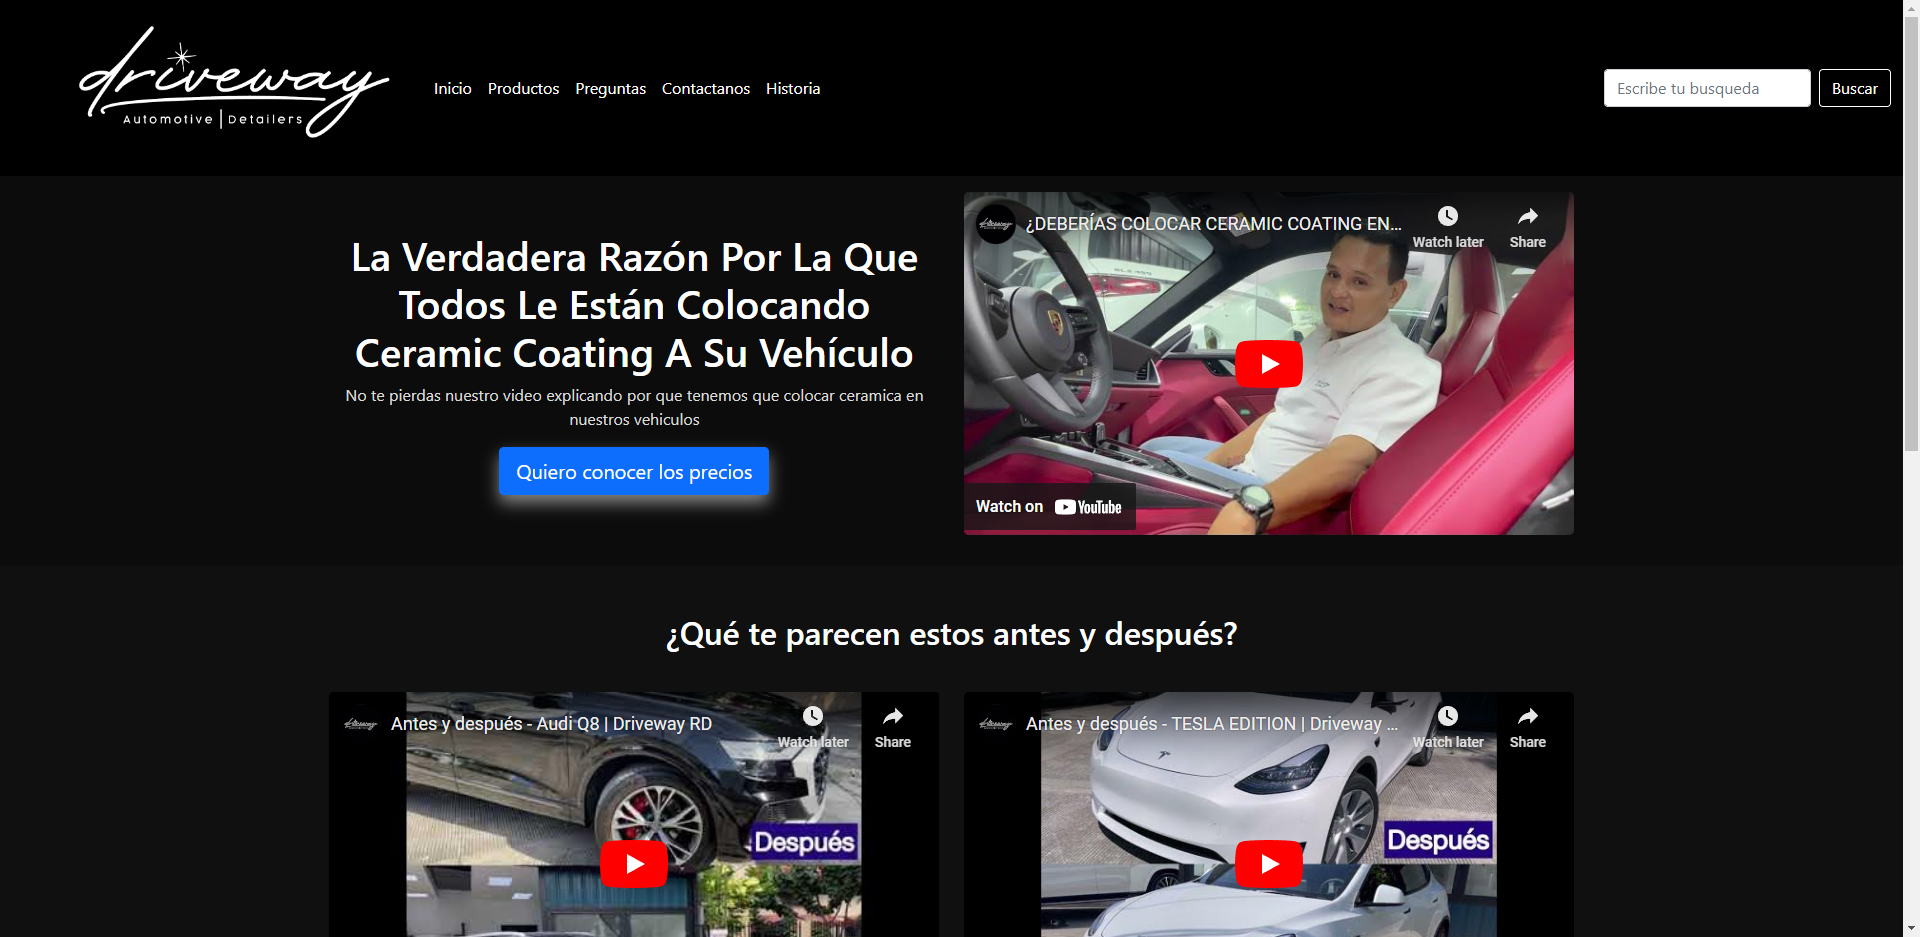 driveway
Automotive | Detailers
Inicio Productos Preguntas Contactanos Historia
Escribe tu busqueda
Buscar
La Verdadera Razón Por La Que
Todos Le Están Colocando
Ceramic Coating A Su Vehículo
No te pierdas nuestro video explicando por que tenemos que colocar ceramica en
nuestros vehiculos
Quiero conocer los precios
¿DEBERÍAS COLOCAR CERAMIC COATING EN...
Watch later
Share
Watch on YouTube
¿Qué te parecen estos antes y después?
Antes y después - Audi Q8 | Driveway RD
Watch later
Share
Después
Antes y después - TESLA EDITION | Driveway ...
Watch later
Share
Después